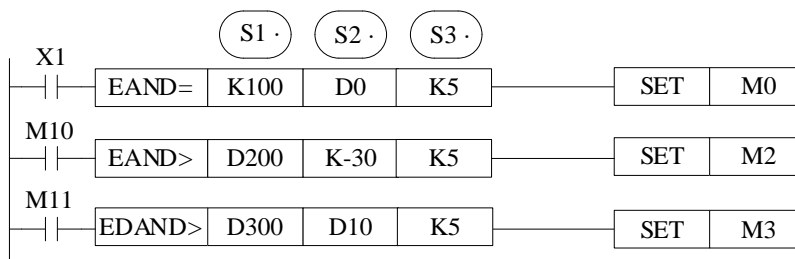 S1 · S2 · S3 ·
X1
EAND= K100 D0 K5 SET M0
M10
EAND> D200 K-30 K5 SET M2
M11
EDAND> D300 D10 K5 SET M3